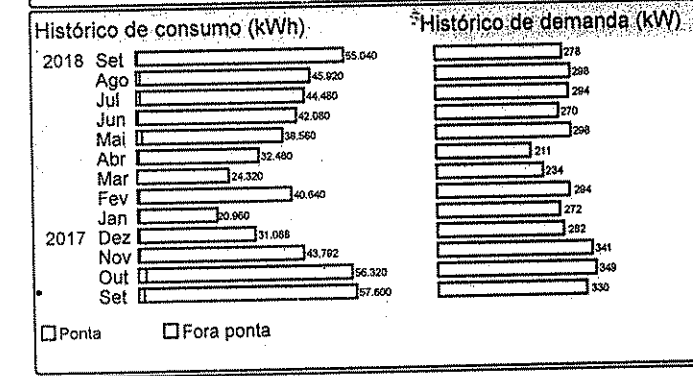 Histórico de consumo (kWh) Histórico de demanda (kW)
2018 Set 55.040 278
Ago 45.920 298
Jul 44.480 294
Jun 42.080 270
Mai 38.560 298
Abr 32.480 211
Mar 24.320 234
Fev 40.640 294
Jan 20.960 272
2017 Dez 31.088 282
Nov 43.792 341
Out 56.320 349
Set 57.600 330
Ponta Fora ponta